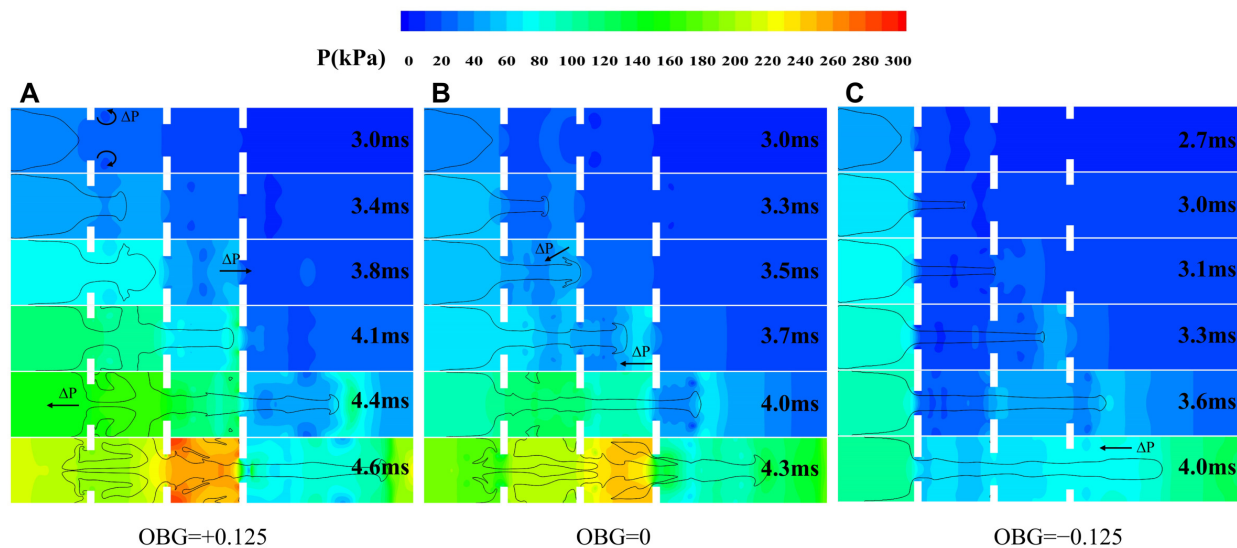 P(kPa) 0 20 40 60 80 100 120 140 160 180 200 220 240 260 280 300
A
ΔP
3.0ms
3.4ms
ΔP
3.8ms
4.1ms
ΔP
4.4ms
4.6ms
OBG=+0.125
B
3.0ms
3.3ms
ΔP
3.5ms
3.7ms
ΔP
4.0ms
4.3ms
OBG=0
C
2.7ms
3.0ms
3.1ms
3.3ms
3.6ms
ΔP
4.0ms
OBG=−0.125